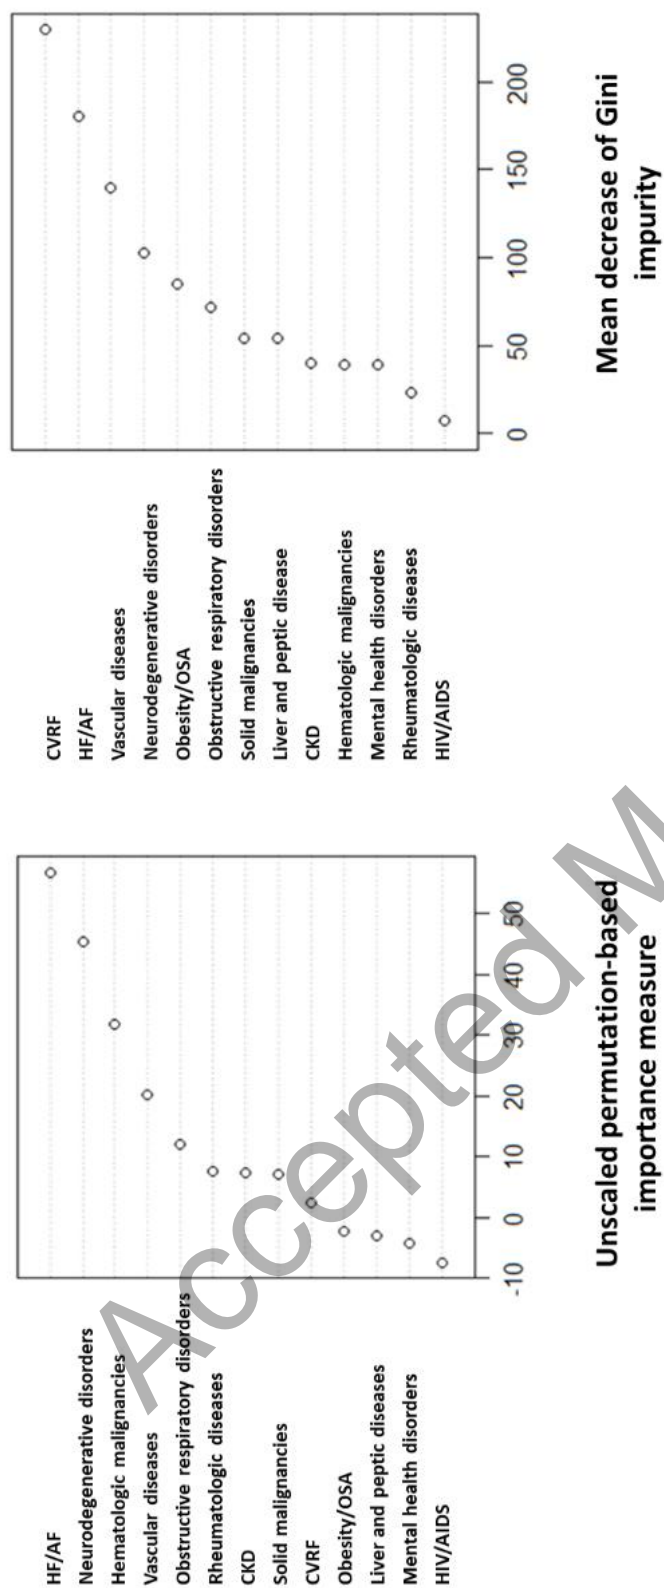 HF/AF
Neurodegenerative disorders
Hematologic malignancies
Vascular diseases
Obstructive respiratory disorders
Rheumatologic diseases
CKD
Solid malignancies
CVRF
Obesity/OSA
Liver and peptic diseases
Mental health disorders
HIV/AIDS
-10 0 10 20 30 40 50
Unscaled permutation-based
importance measure
CVRF
HF/AF
Vascular diseases
Neurodegenerative disorders
Obesity/OSA
Obstructive respiratory disorders
Solid malignancies
Liver and peptic disease
CKD
Hematologic malignancies
Mental health disorders
Rheumatologic diseases
HIV/AIDS
0 50 100 150 200
Mean decrease of Gini
impurity
Accepted M